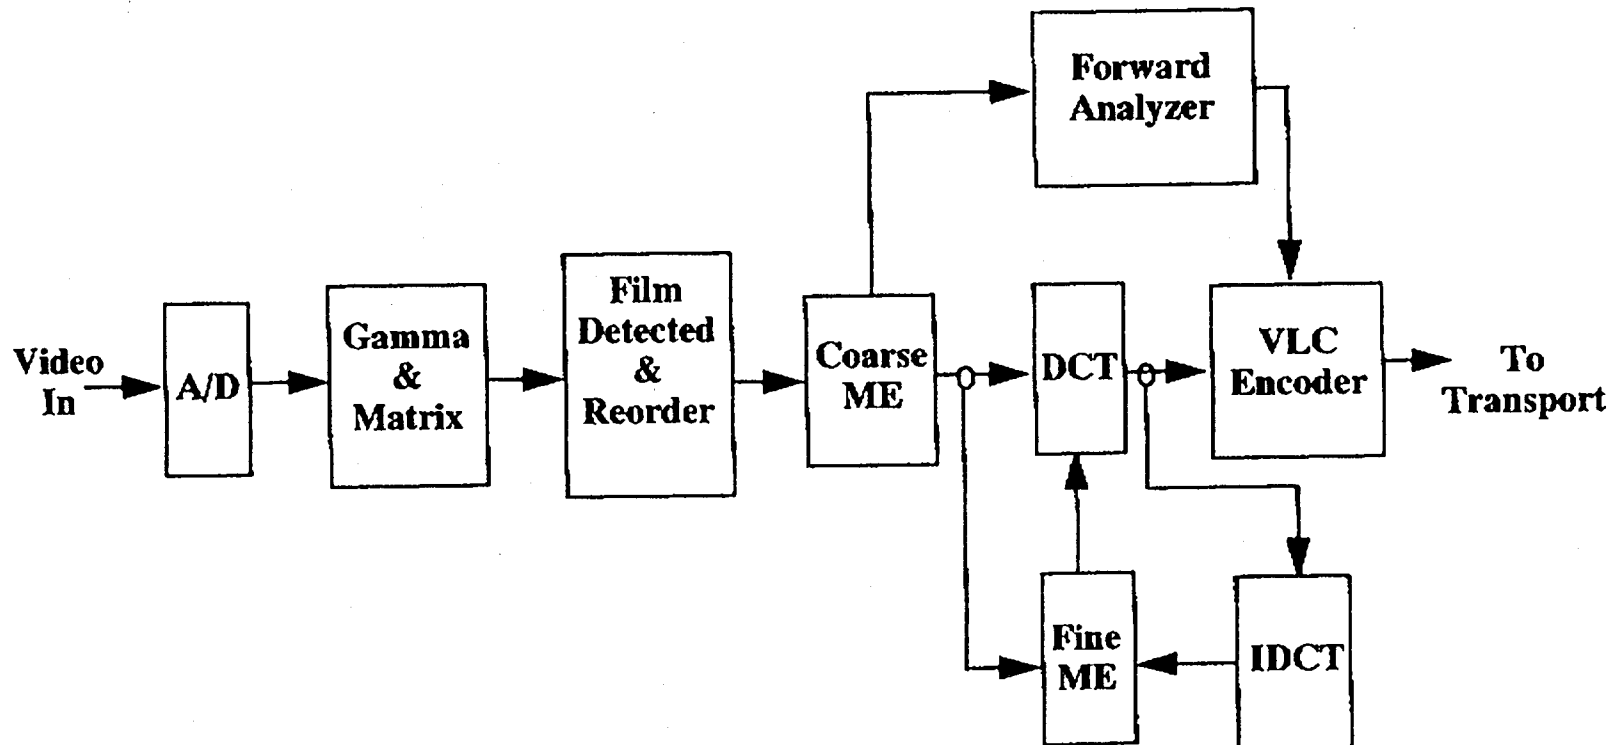 Video
In
A/D
Gamma
&
Matrix
Film
Detected
&
Reorder
Coarse
ME
Forward
Analyzer
DCT
VLC
Encoder
To
Transport
Fine
ME
IDCT